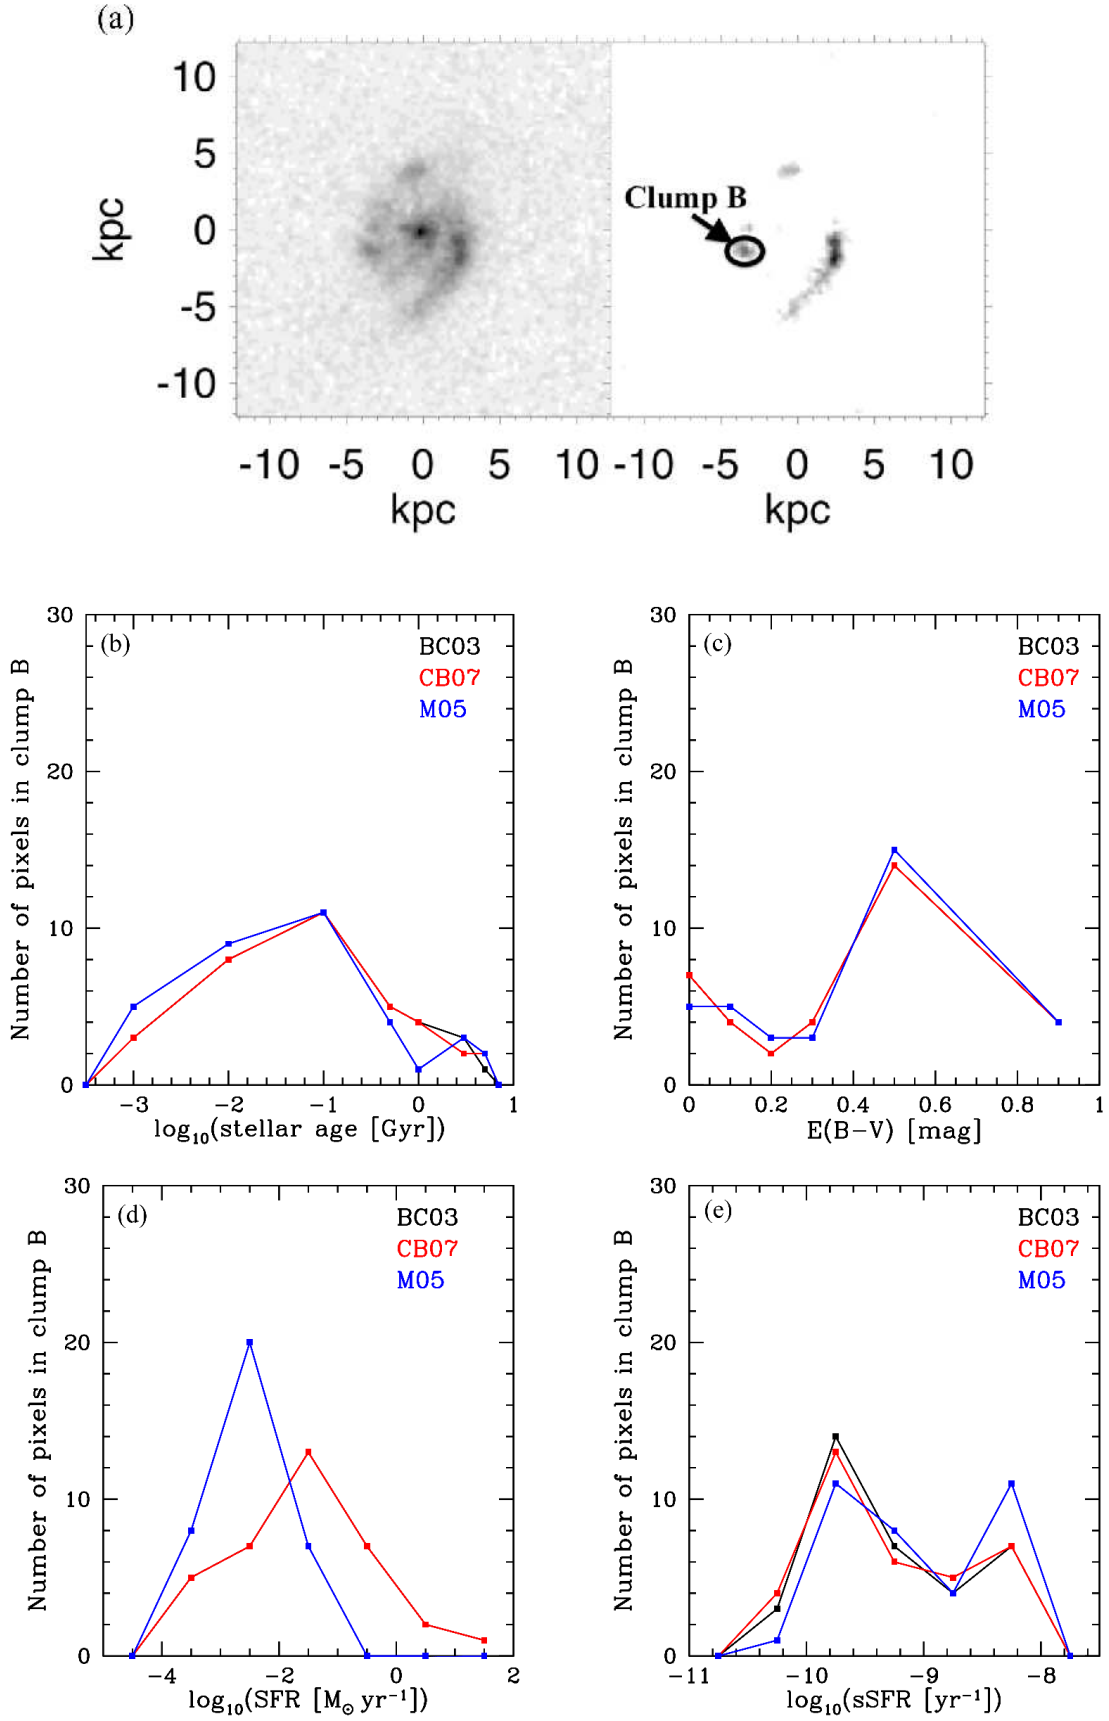 (a)
10
5
0
-5
-10
kpc
Clump B
-10 -5 0 5 10 -10 -5 0 5 10
kpc kpc
(b)
BC03
CB07
M05
30
20
10
0
Number of pixels in clump B
−3 −2 −1 0 1
log₁₀(stellar age [Gyr])
(c)
BC03
CB07
M05
30
20
10
0
Number of pixels in clump B
0 0.2 0.4 0.6 0.8 1
E(B−V) [mag]
(d)
BC03
CB07
M05
30
20
10
0
Number of pixels in clump B
−4 −2 0 2
log₁₀(SFR [M☉ yr⁻¹])
(e)
BC03
CB07
M05
30
20
10
0
Number of pixels in clump B
−11 −10 −9 −8
log₁₀(sSFR [yr⁻¹])